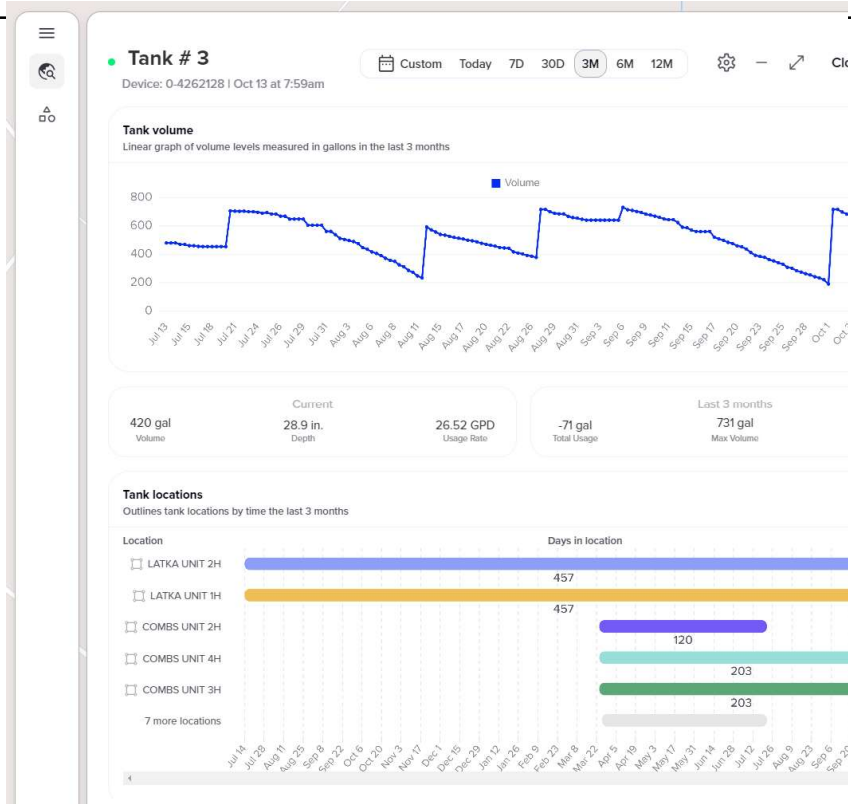 Tank # 3
Custom Today 7D 30D 3M 6M 12M
Device: 0-4262128 | Oct 13 at 7:59am
Tank volume
Linear graph of volume levels measured in gallons in the last 3 months
Volume
800
600
400
200
0
Jul 13 Jul 15 Jul 18 Jul 21 Jul 24 Jul 26 Jul 29 Jul 31 Aug 3 Aug 6 Aug 8 Aug 11 Aug 15 Aug 17 Aug 20 Aug 22 Aug 26 Aug 29 Aug 31 Sep 3 Sep 6 Sep 9 Sep 11 Sep 15 Sep 17 Sep 20 Sep 23 Sep 25 Sep 28 Oct 1
Current
420 gal 28.9 in. 26.52 GPD
Volume Depth Usage Rate
Last 3 months
-71 gal 731 gal
Total Usage Max Volume
Tank locations
Outlines tank locations by time the last 3 months
Location Days in location
LATKA UNIT 2H
457
LATKA UNIT 1H
457
COMBS UNIT 2H
120
COMBS UNIT 4H
203
COMBS UNIT 3H
203
7 more locations
Jul 14 Jul 28 Aug 11 Aug 25 Sep 8 Sep 22 Oct 6 Oct 20 Nov 3 Nov 17 Dec 1 Dec 15 Dec 29 Jan 12 Jan 26 Feb 9 Feb 23 Mar 8 Mar 22 Apr 5 Apr 19 May 3 May 17 May 31 Jun 14 Jun 28 Jul 12 Jul 26 Aug 9 Aug 23 Sep 6 Sep 20